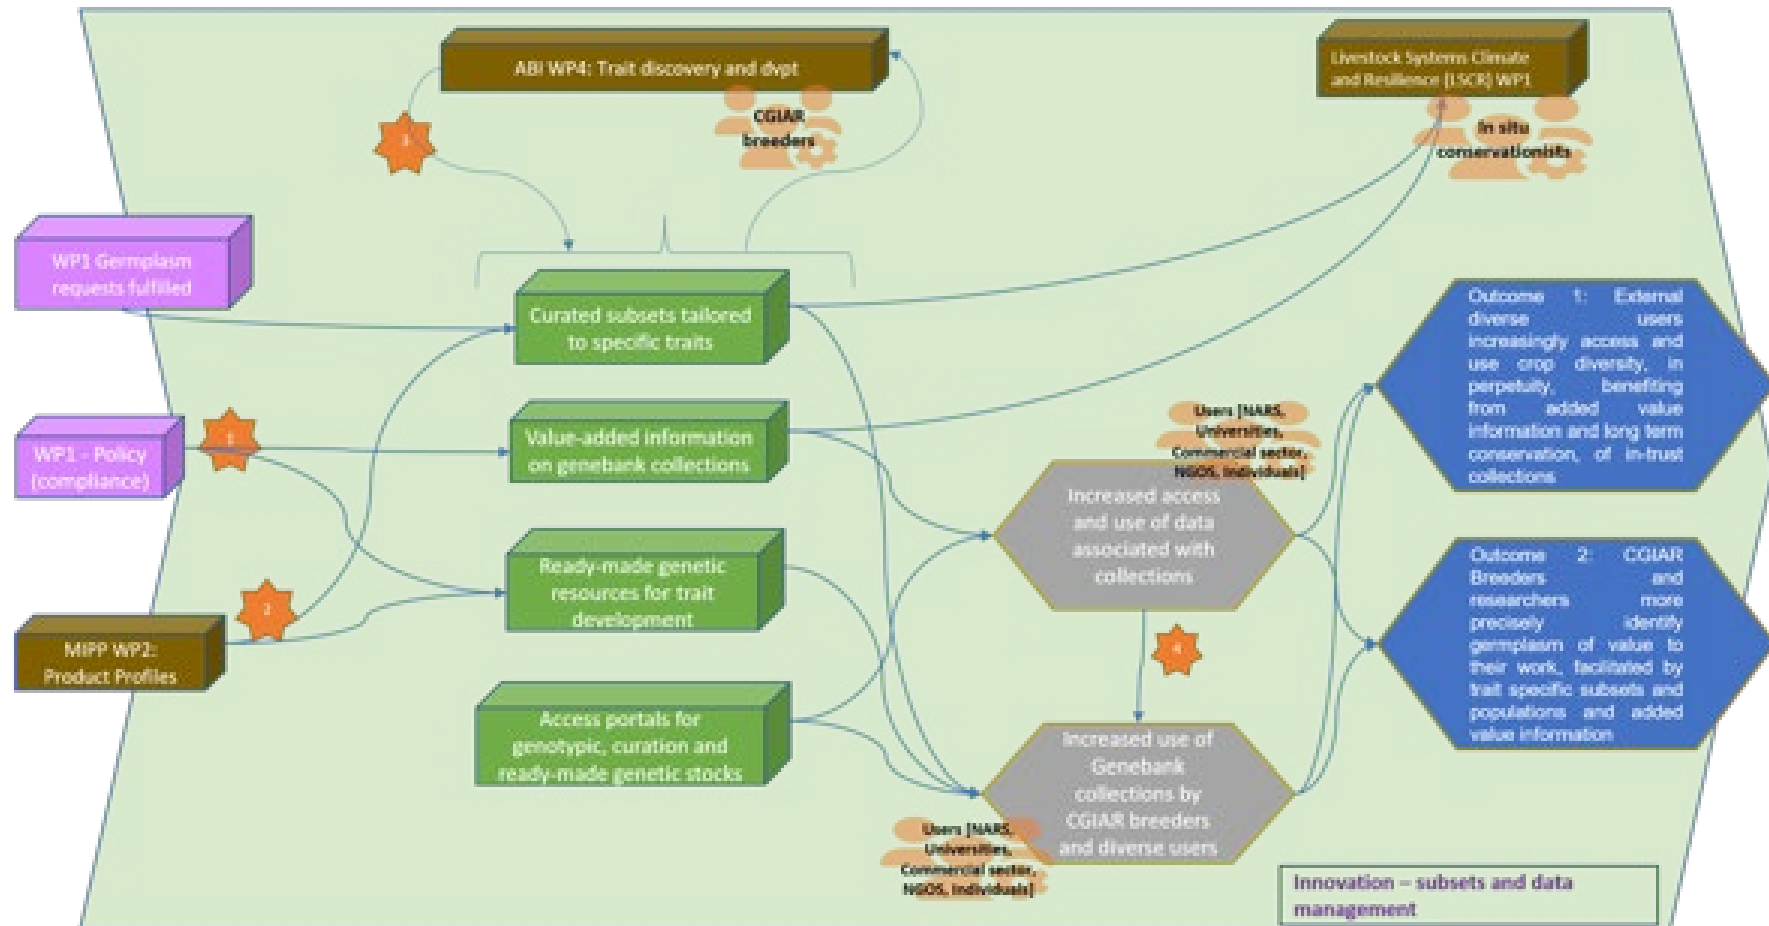 ABI WP4: Trait discovery and dvpt
CGIAR
breeders
Livestock Systems Climate
and Resilience (LSCR) WP1
In situ
conservationists
3
WP1 Germplasm
requests fulfilled
Curated subsets tailored
to specific traits
WP1 - Policy
(compliance)
1
Value-added information
on genebank collections
MIPP WP2:
Product Profiles
2
Ready-made genetic
resources for trait
development
Access portals for
genotypic, curation and
ready-made genetic stocks
Users [NARS,
Universities,
Commercial sector,
NGOS, Individuals]
Increased access
and use of data
associated with
collections
4
Increased use of
Genebank
collections by
CGIAR breeders
and diverse users
Users [NARS,
Universities,
Commercial sector,
NGOS, Individuals]
Outcome 1: External
diverse users
increasingly access and
use crop diversity, in
perpetuity, benefiting
from added value
information and long term
conservation, of in-trust
collections
Outcome 2: CGIAR
Breeders and
researchers more
precisely identify
germplasm of value to
their work, facilitated by
trait specific subsets and
populations and added
value information
Innovation – subsets and data
management